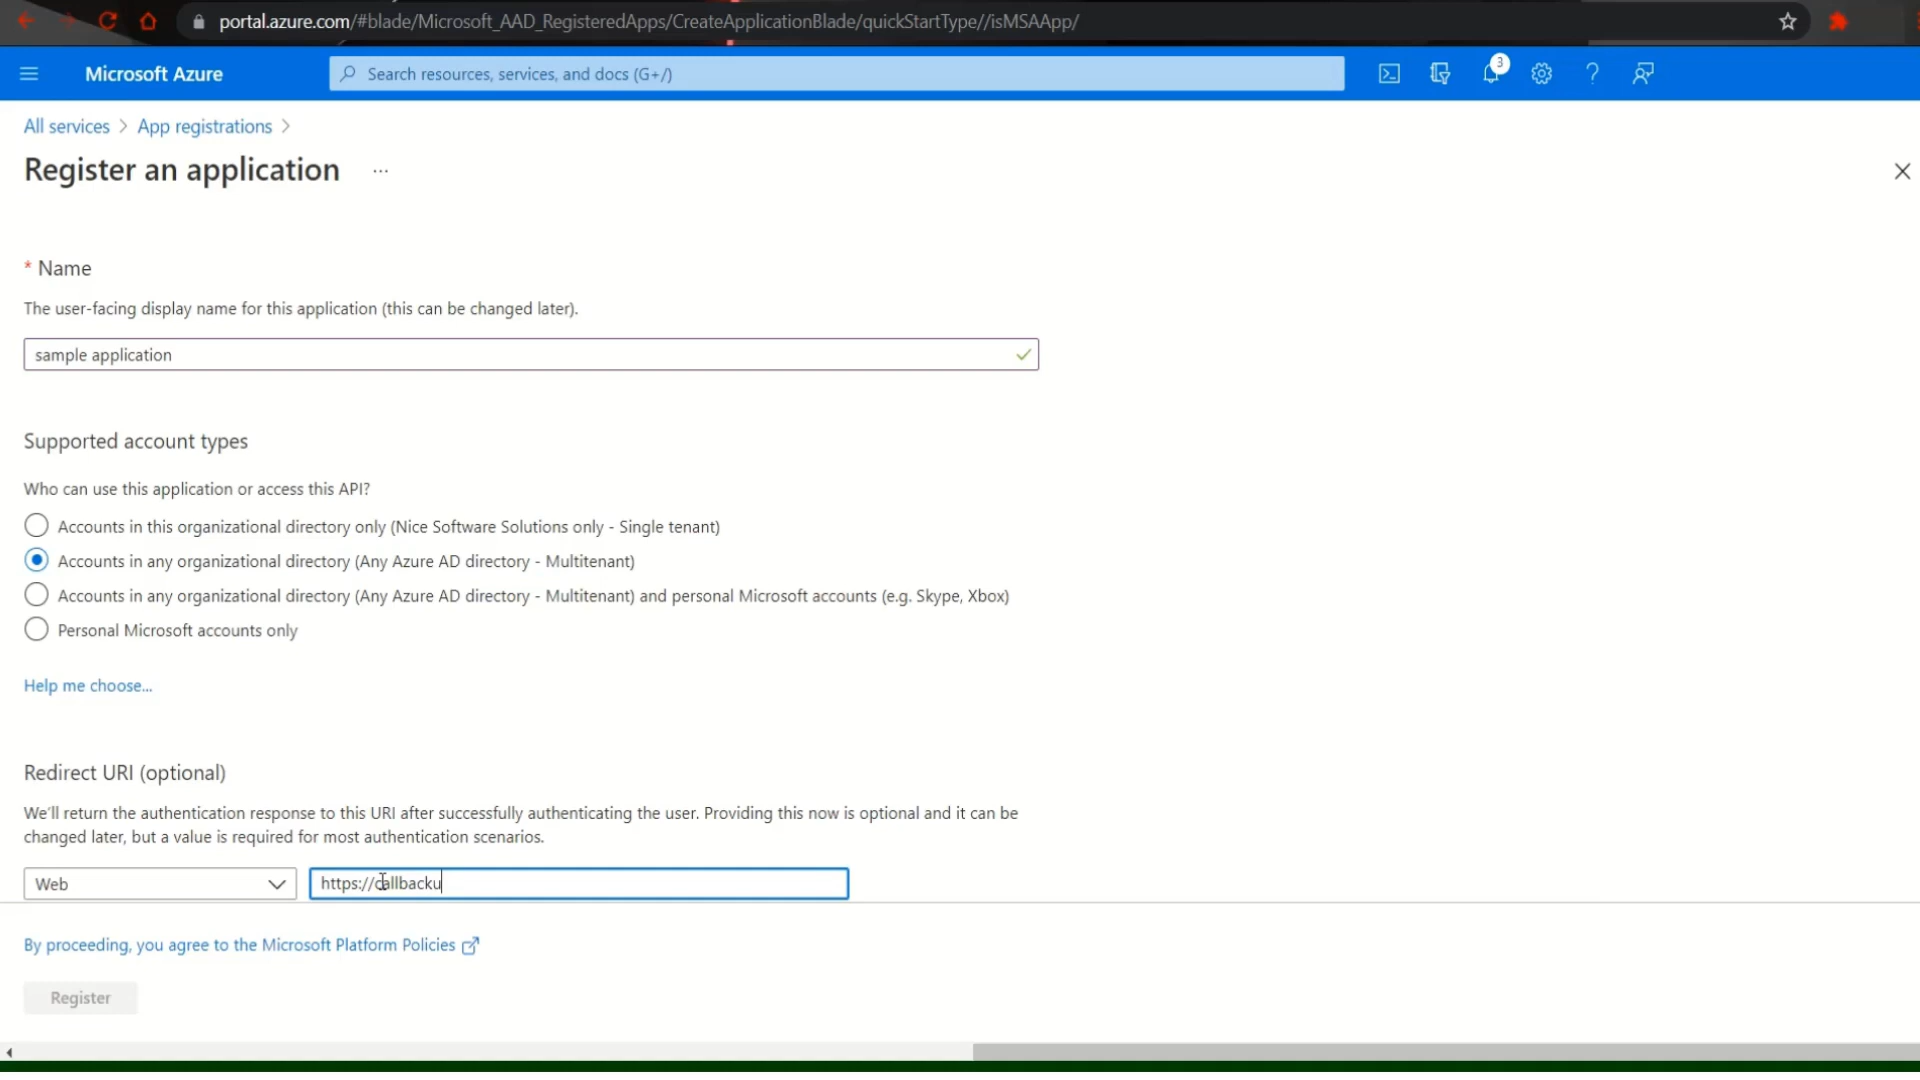 portal.azure.com/#blade/Microsoft_AAD_RegisteredApps/CreateApplicationBlade/quickStartType//isMSAApp/
Microsoft Azure
Search resources, services, and docs (G+/)
3
All services > App registrations >
Register an application ...
* Name
The user-facing display name for this application (this can be changed later).
sample application
Supported account types
Who can use this application or access this API?
Accounts in this organizational directory only (Nice Software Solutions only - Single tenant)
Accounts in any organizational directory (Any Azure AD directory - Multitenant)
Accounts in any organizational directory (Any Azure AD directory - Multitenant) and personal Microsoft accounts (e.g. Skype, Xbox)
Personal Microsoft accounts only
Help me choose...
Redirect URI (optional)
We'll return the authentication response to this URI after successfully authenticating the user. Providing this now is optional and it can be
changed later, but a value is required for most authentication scenarios.
Web
https://callbacku
By proceeding, you agree to the Microsoft Platform Policies
Register